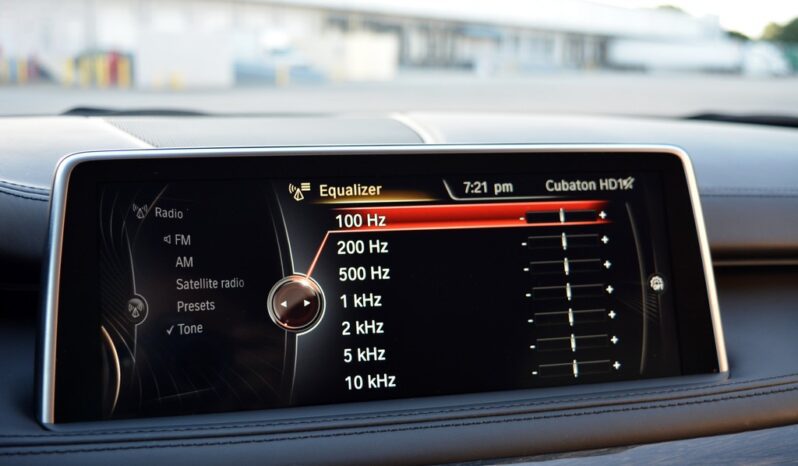 Equalizer
7:21 pm
Cubaton HD1
Radio
FM
AM
Satellite radio
Presets
Tone
100 Hz - +
200 Hz - +
500 Hz - +
1 kHz - +
2 kHz - +
5 kHz - +
10 kHz - +